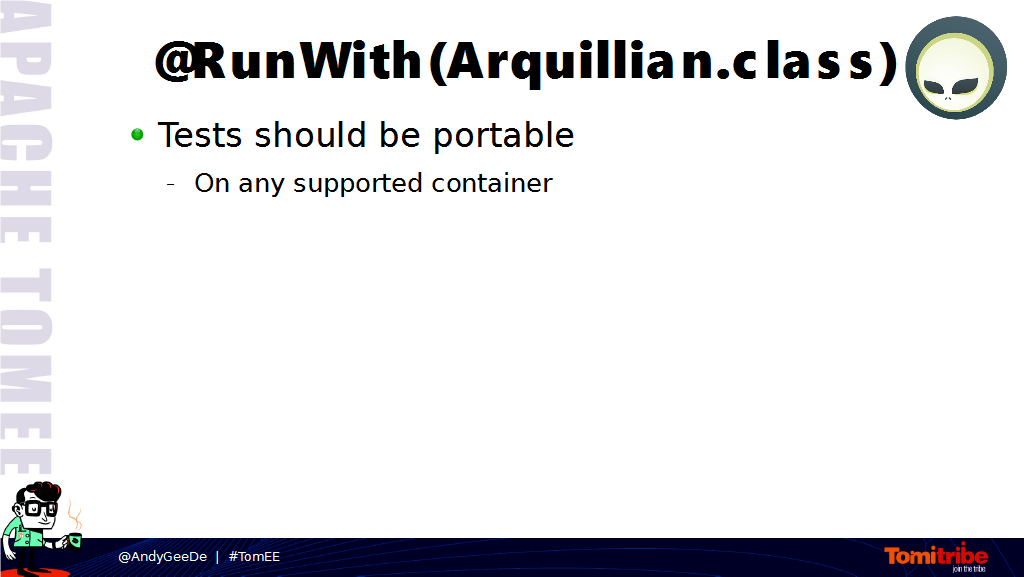 @RunWith(Arquillian.class)
Tests should be portable
- On any supported container
APACHE TOMEE
@AndyGeeDe | #TomEE
Tomitribe
join the tribe